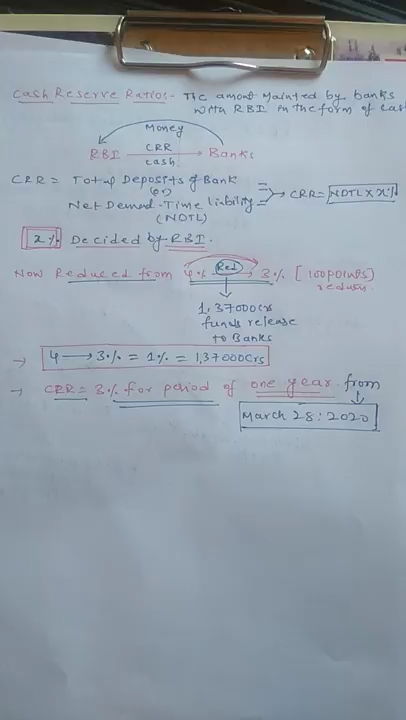 Cash Reserve Ratio:- The amount Mainted by banks
with RBI in the form of cas
Money
RBI CRR Banks
cash
CRR = Total Deposits of Bank
(or)
Net Demad-Time liability
(NDTL)
CRR = NDTL X x%
x% Decided by RBI.
Now Reduced from 4% Red 3% [100 points]
1,37000crs
funds release
to Banks
→ 4 → 3% = 1% = 1,37000Crs
→ CRR = 3% for period of one year from
March 28: 2020